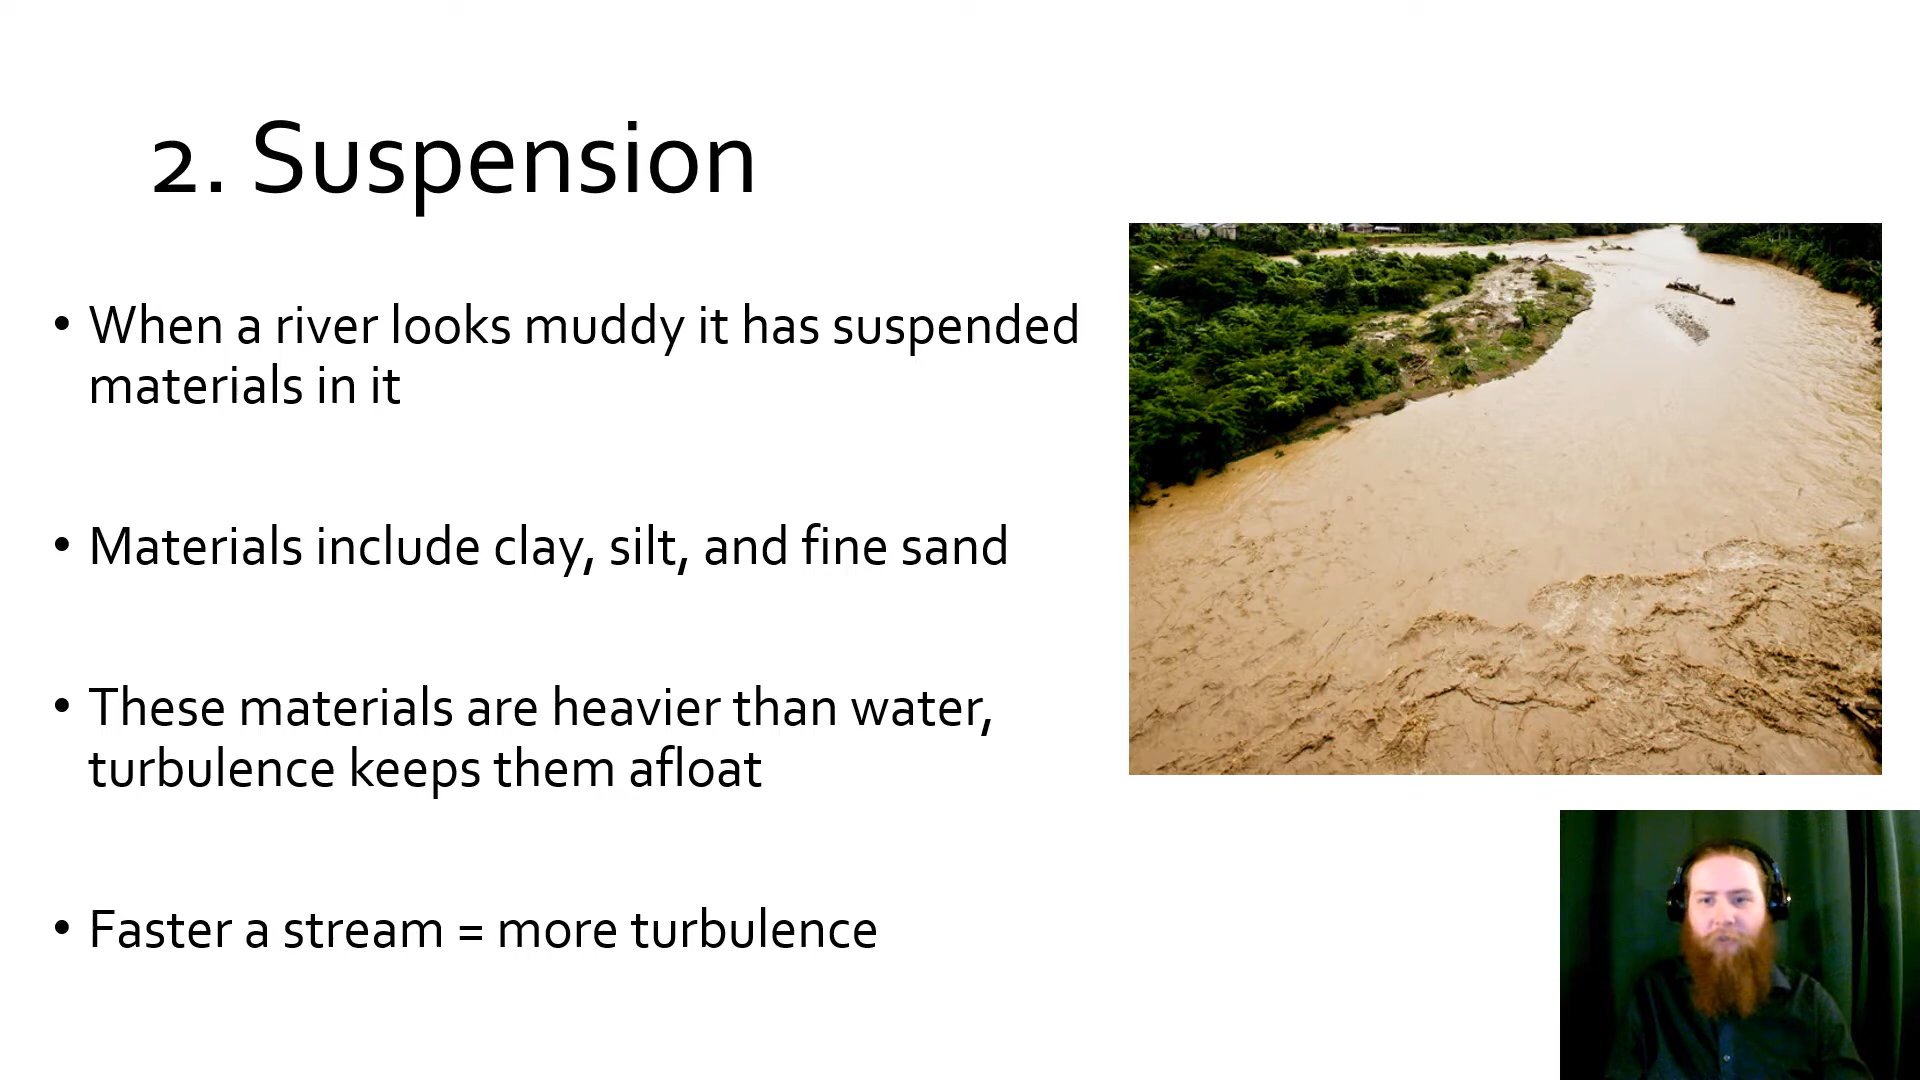 2. Suspension
• When a river looks muddy it has suspended
materials in it
• Materials include clay, silt, and fine sand
• These materials are heavier than water,
turbulence keeps them afloat
• Faster a stream = more turbulence